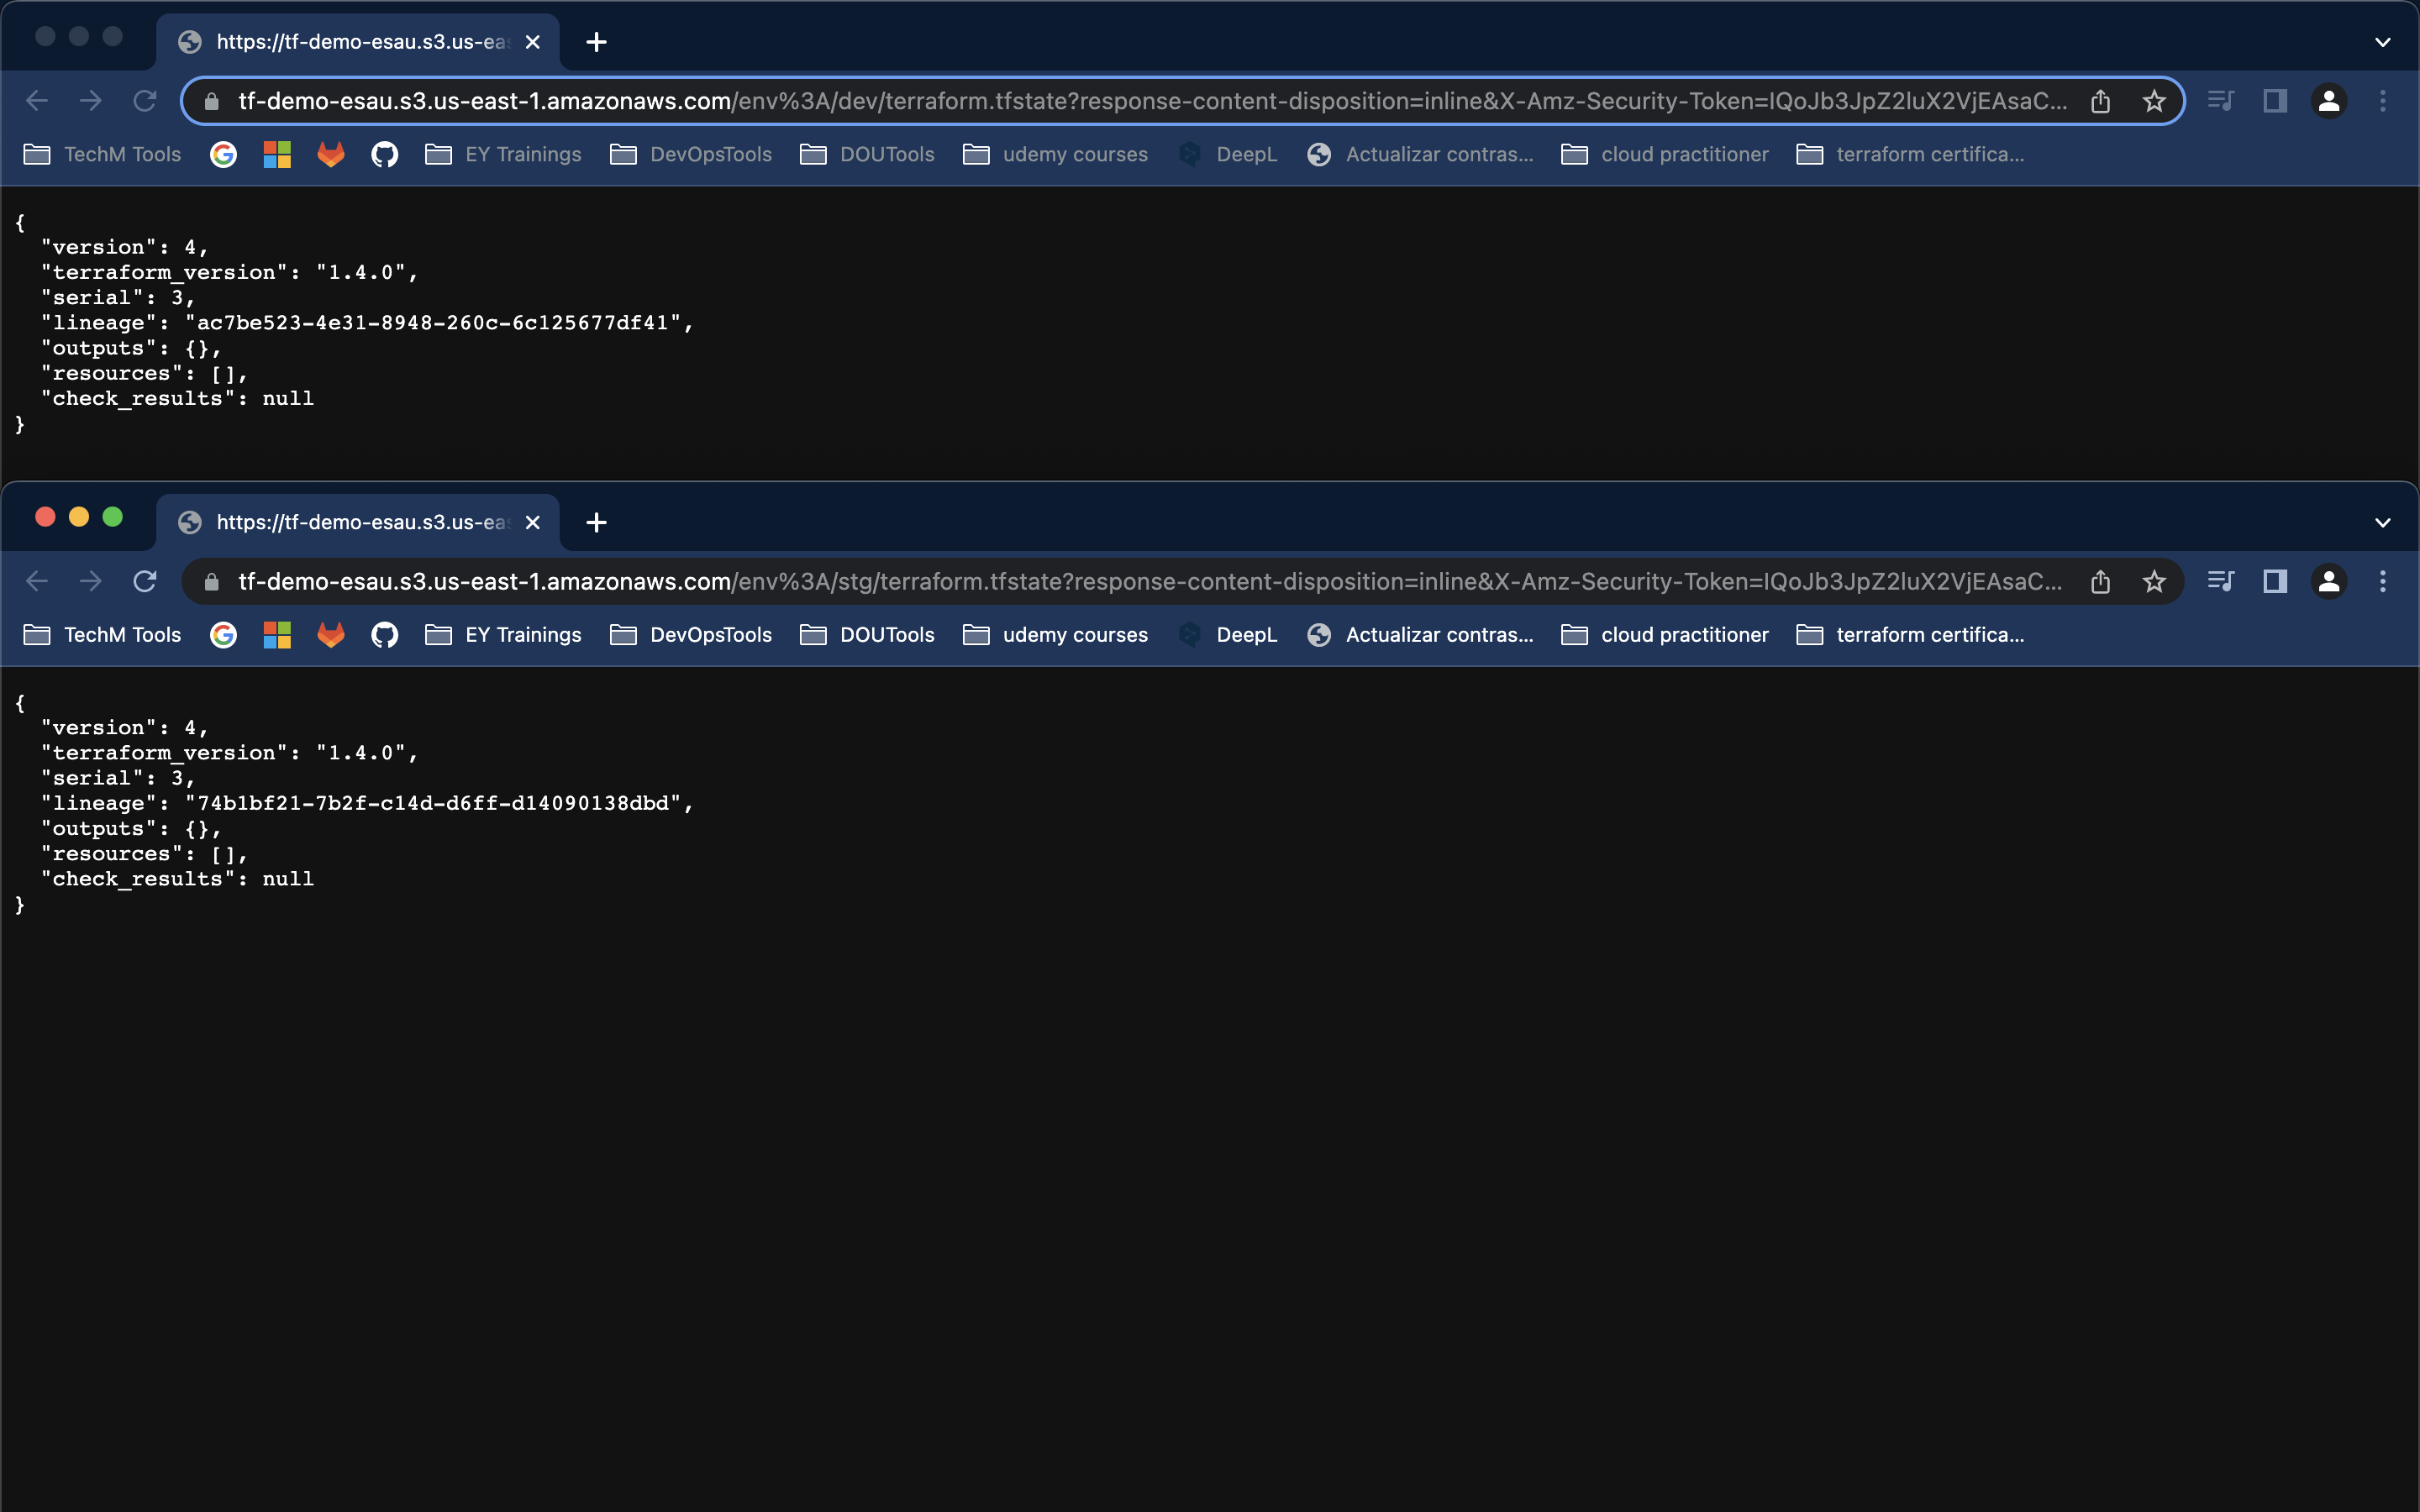 https://tf-demo-esau.s3.us-eas
tf-demo-esau.s3.us-east-1.amazonaws.com/env%3A/dev/terraform.tfstate?response-content-disposition=inline&X-Amz-Security-Token=IQoJb3JpZ2luX2VjEAsaC...
TechM Tools EY Trainings DevOpsTools DOUTools udemy courses DeepL Actualizar contras... cloud practitioner terraform certifica...
{
"version": 4,
"terraform_version": "1.4.0",
"serial": 3,
"lineage": "ac7be523-4e31-8948-260c-6c125677df41",
"outputs": {},
"resources": [],
"check_results": null
}
https://tf-demo-esau.s3.us-eas
tf-demo-esau.s3.us-east-1.amazonaws.com/env%3A/stg/terraform.tfstate?response-content-disposition=inline&X-Amz-Security-Token=IQoJb3JpZ2luX2VjEAsaC...
TechM Tools EY Trainings DevOpsTools DOUTools udemy courses DeepL Actualizar contras... cloud practitioner terraform certifica...
{
"version": 4,
"terraform_version": "1.4.0",
"serial": 3,
"lineage": "74b1bf21-7b2f-c14d-d6ff-d14090138dbd",
"outputs": {},
"resources": [],
"check_results": null
}